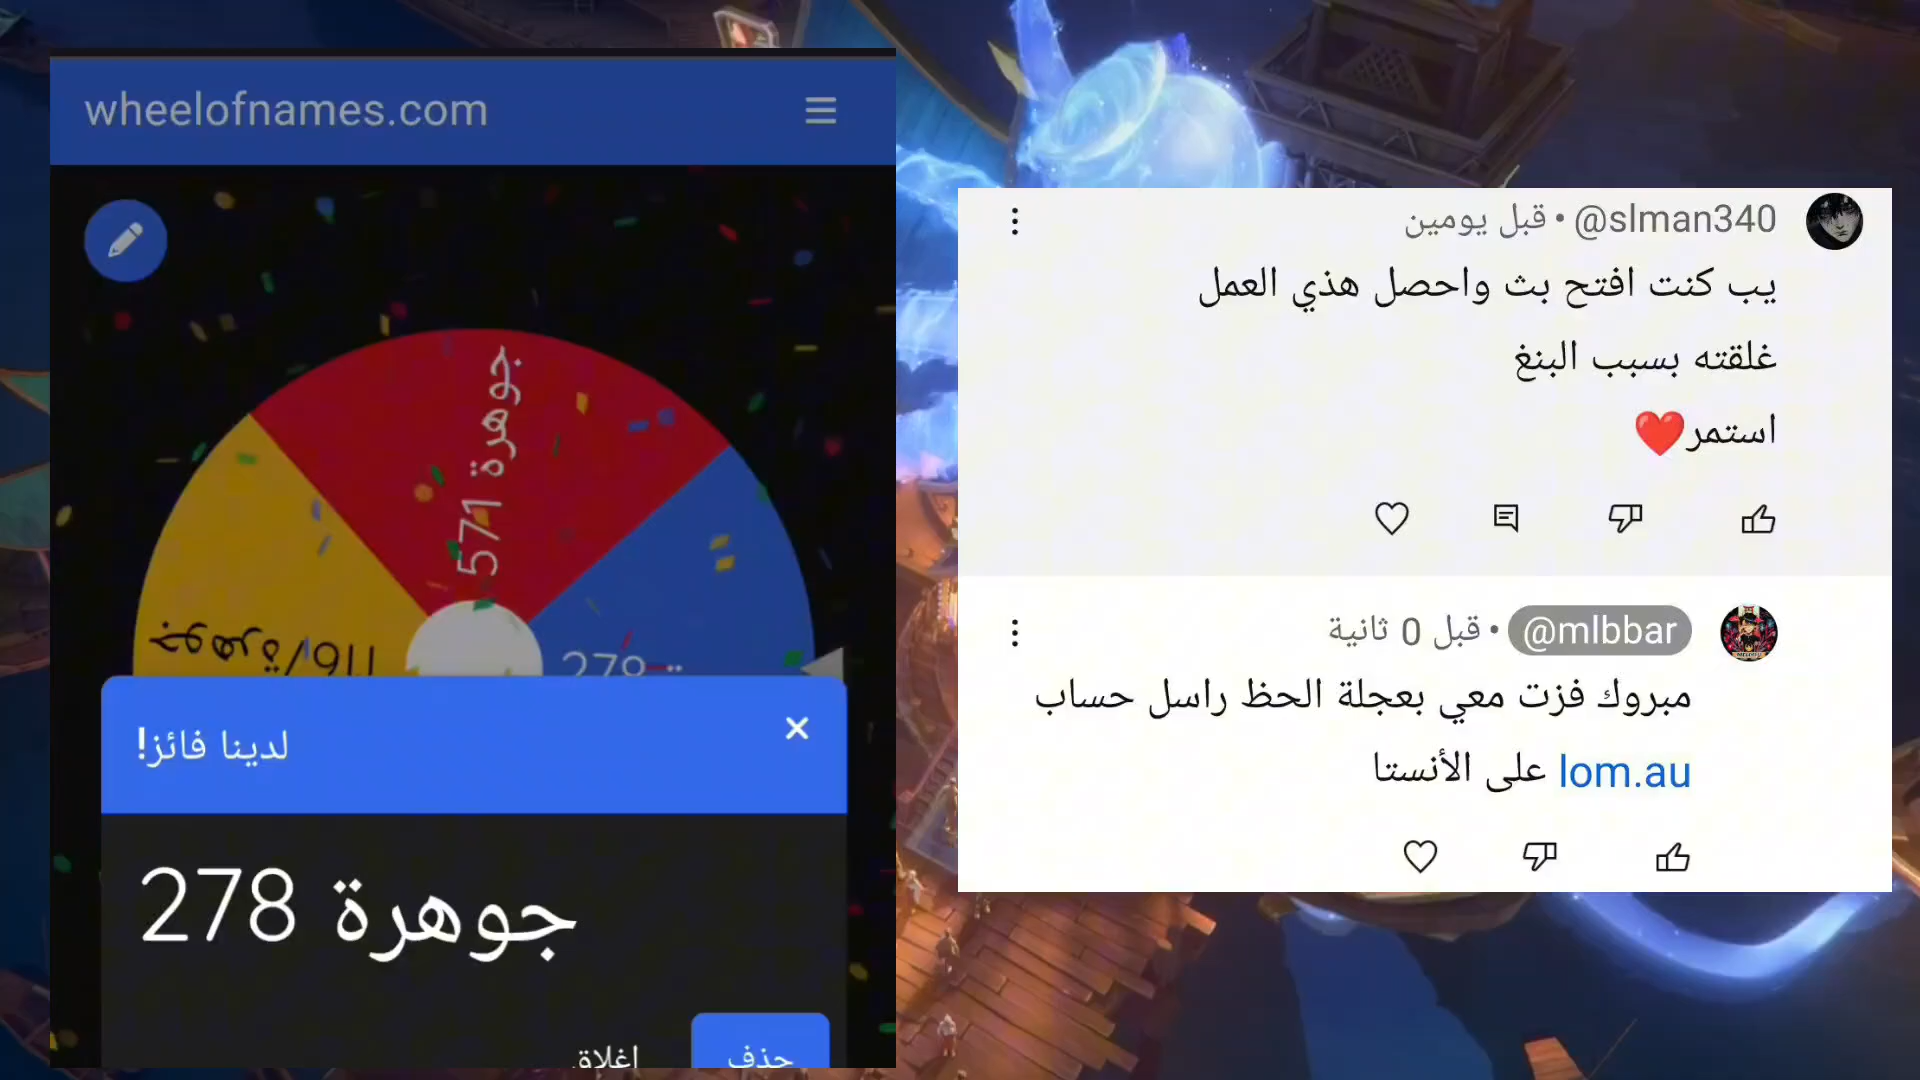 wheelofnames.com
جوهرة 571
جوهرة/116
278
لدينا فائز!
جوهرة 278
إغلاق
حذف
@slman340 • قبل يومين
يب كنت افتح بث واحصل هذي العمل
غلقته بسبب البنغ
استمر❤️
@mlbbar • قبل 0 ثانية
مبروك فزت معي بعجلة الحظ راسل حساب
lom.au على الأنستا